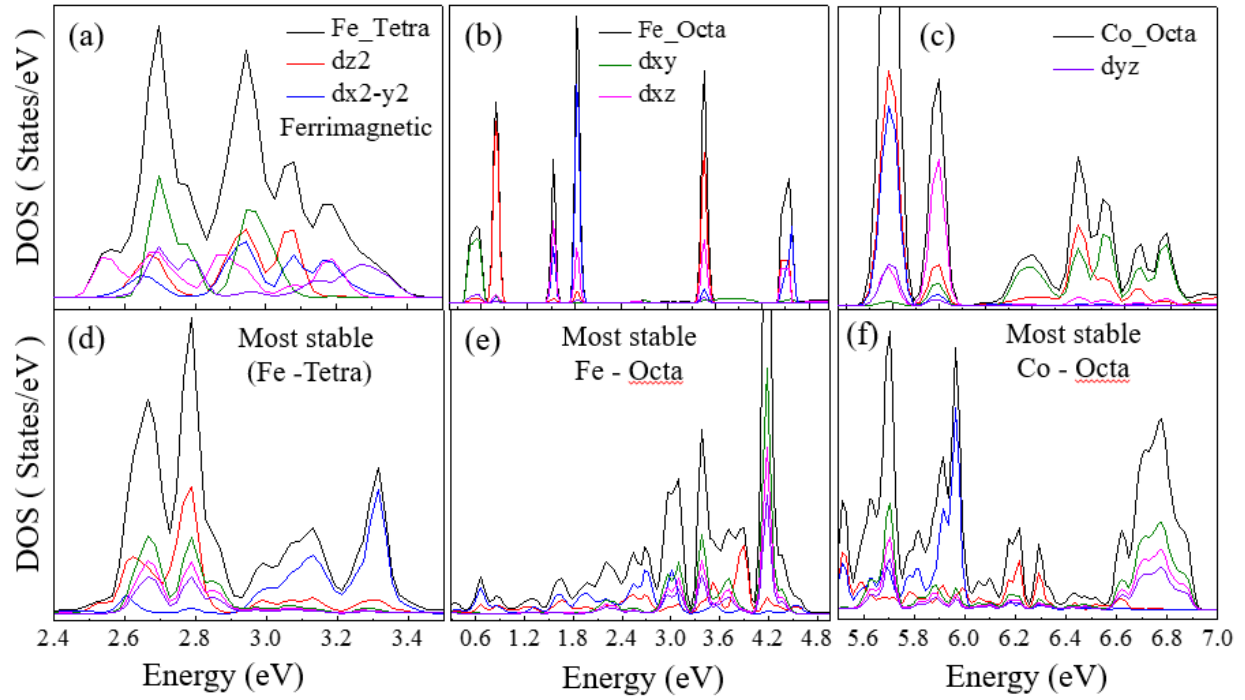 (a)
Fe_Tetra
dz2
dx2-y2
Ferrimagnetic
(b)
Fe_Octa
dxy
dxz
(c)
Co_Octa
dyz
DOS ( States/eV)
(d)
Most stable
(Fe -Tetra)
(e)
Most stable
Fe - Octa
(f)
Most stable
Co - Octa
DOS ( States/eV)
2.4 2.6 2.8 3.0 3.2 3.4
0.6 1.2 1.8 2.4 3.0 3.6 4.2 4.8
5.6 5.8 6.0 6.2 6.4 6.6 6.8 7.0
Energy (eV)
Energy (eV)
Energy (eV)